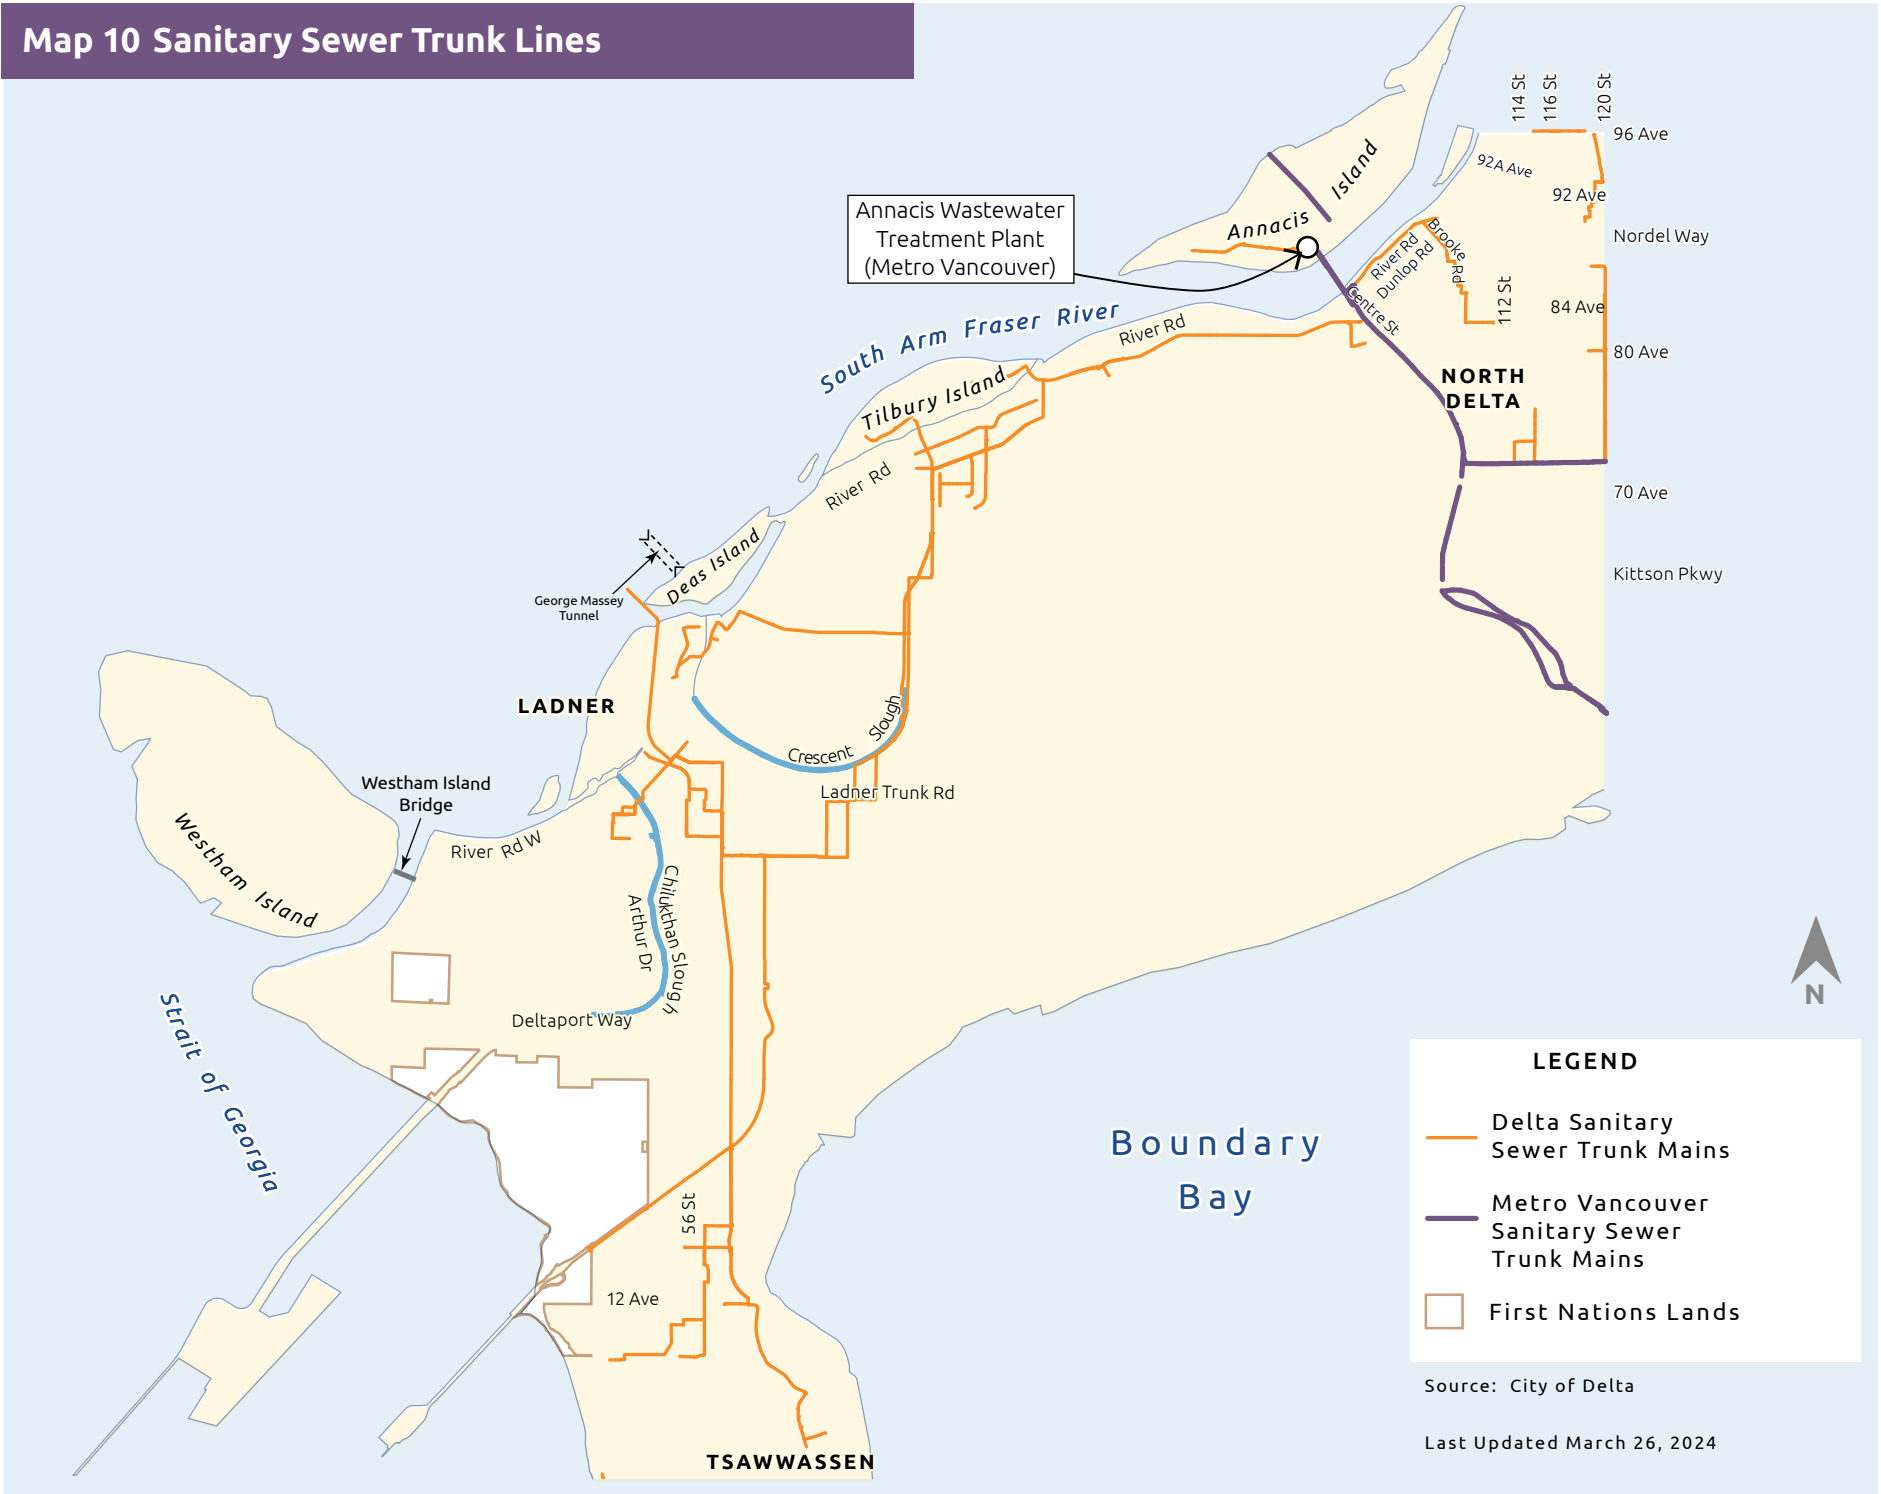 Map 10 Sanitary Sewer Trunk Lines
114 St
116 St
120 St
96 Ave
92A Ave
92 Ave
Nordel Way
Annacis Island
Annacis Wastewater
Treatment Plant
(Metro Vancouver)
River Rd
Dunlop Rd
Brooke Rd
112 St
84 Ave
Centre St
80 Ave
South Arm Fraser River
River Rd
NORTH
DELTA
Tilbury Island
River Rd
70 Ave
Deas Island
George Massey
Tunnel
Kittson Pkwy
LADNER
Crescent Slough
Westham Island
Bridge
Ladner Trunk Rd
Westham Island
River Rd W
Chilukthan Slough
Arthur Dr
Deltaport Way
Strait of Georgia
Boundary
Bay
56 St
12 Ave
TSAWWASSEN
N
LEGEND
Delta Sanitary
Sewer Trunk Mains
Metro Vancouver
Sanitary Sewer
Trunk Mains
First Nations Lands
Source: City of Delta
Last Updated March 26, 2024